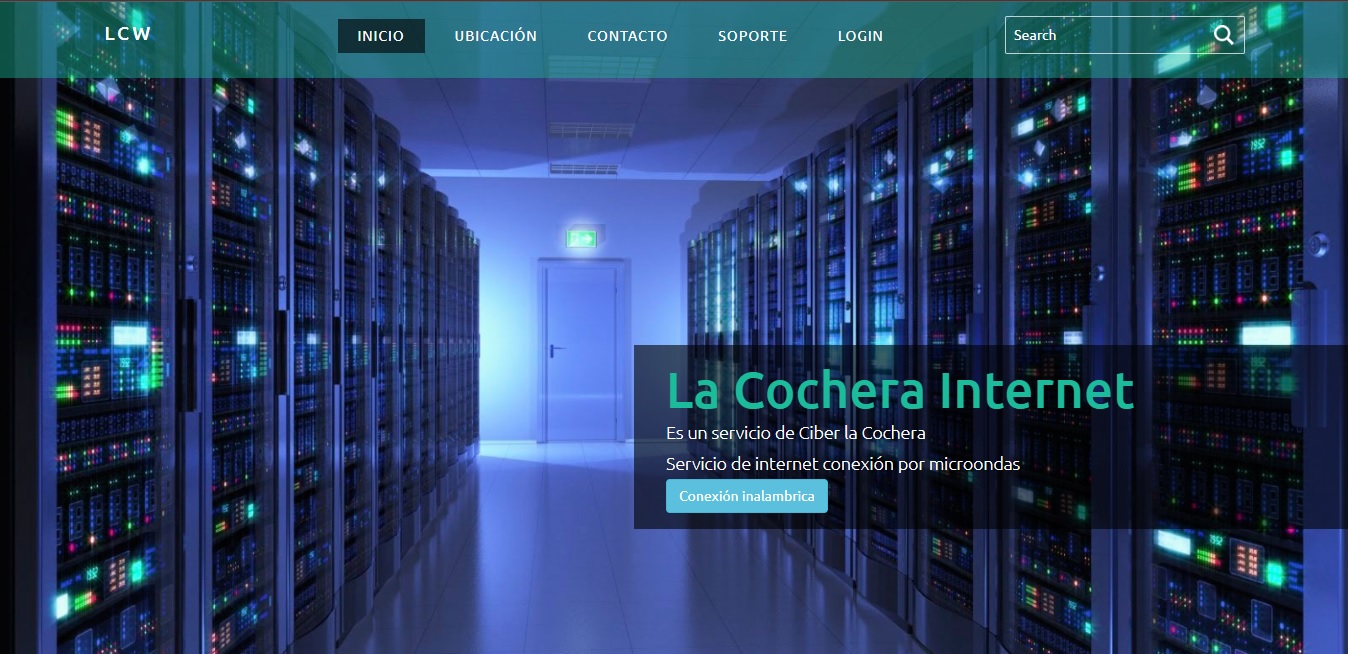 LCW
INICIO
UBICACIÓN
CONTACTO
SOPORTE
LOGIN
Search
La Cochera Internet
Es un servicio de Ciber la Cochera
Servicio de internet conexión por microondas
Conexión inalambrica